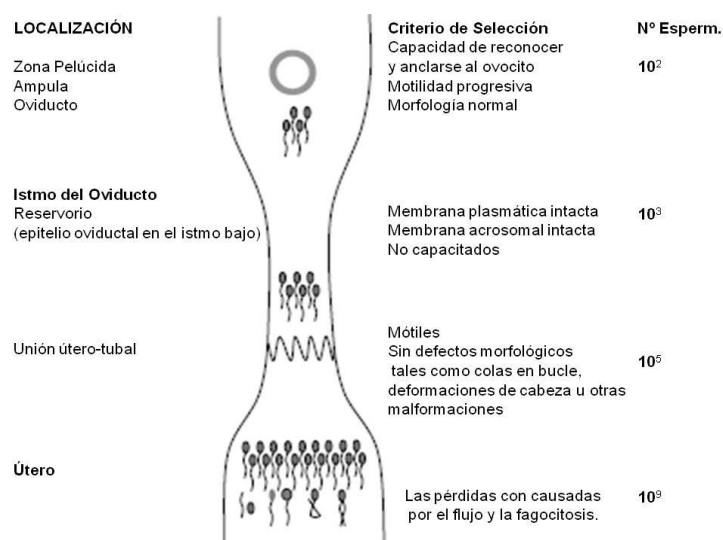 LOCALIZACIÓN
Criterio de Selección
Nº Esperm.
Capacidad de reconocer
Zona Pelúcida
y anclarse al ovocito
10²
Ampula
Motilidad progresiva
Oviducto
Morfología normal
Istmo del Oviducto
Reservorio
Membrana plasmática intacta
10³
(epitelio oviductal en el istmo bajo)
Membrana acrosomal intacta
No capacitados
Mótiles
Unión útero-tubal
Sin defectos morfológicos
tales como colas en bucle,
10⁵
deformaciones de cabeza u otras
malformaciones
Útero
Las pérdidas con causadas
10⁹
por el flujo y la fagocitosis.